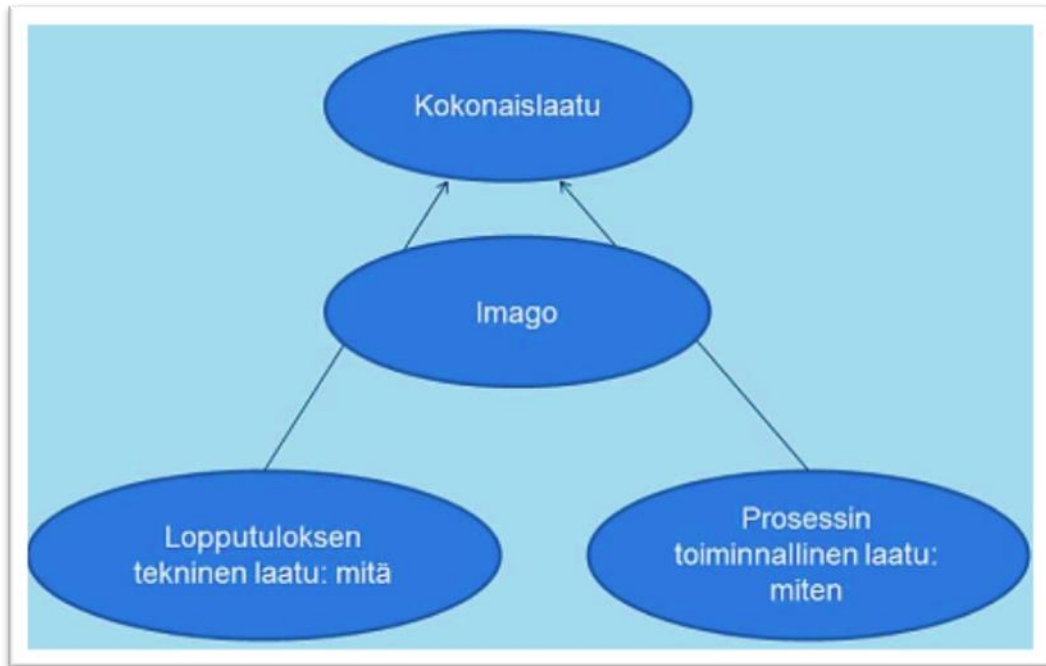 Kokonaislaatu
Imago
Lopputuloksen
tekninen laatu: mitä
Prosessin
toiminnallinen laatu:
miten